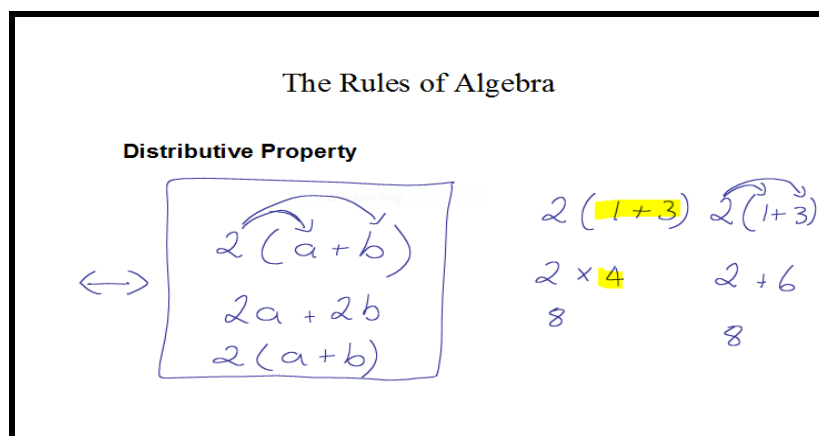 The Rules of Algebra
Distributive Property
2(a+b)
2a + 2b
2(a+b)
2(1+3)
2 × 4
8
2(1+3)
2 + 6
8